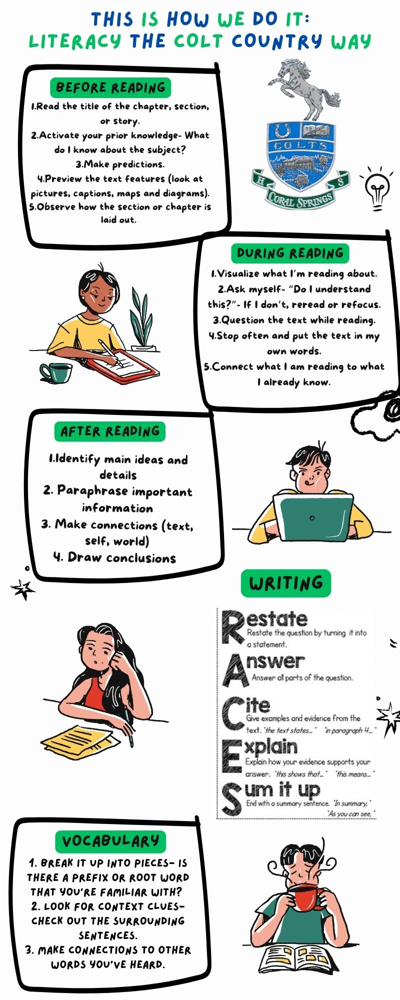 THIS IS HOW WE DO IT:
LITERACY THE COLT COUNTRY WAY
BEFORE READING
1.Read the title of the chapter, section,
or story.
2.Activate your prior knowledge- What
do I know about the subject?
3.Make predictions.
4.Preview the text features (look at
pictures, captions, maps and diagrams).
5.Observe how the section or chapter is
laid out.
19 75
COLTS
H S
CORAL SPRINGS
DURING READING
1.Visualize what I'm reading about.
2.Ask myself- "Do I understand
this?"- If I don't, reread or refocus.
3.Question the text while reading.
4.Stop often and put the text in my
own words.
5.Connect what I am reading to what
I already know.
AFTER READING
1.Identify main ideas and
details
2. Paraphrase important
information
3. Make connections (text,
self, world)
4. Draw conclusions
WRITING
Restate
Restate the question by turning it into
a statement.
Answer
Answer all parts of the question.
Cite
Give examples and evidence from the
text. "the text states..." "in paragraph 4..."
Explain
Explain how your evidence supports your
answer. "this shows that..." "this means..."
Sum it up
End with a summary sentence. "In summary,"
"As you can see,"
VOCABULARY
1. BREAK IT UP INTO PIECES- IS
THERE A PREFIX OR ROOT WORD
THAT YOU'RE FAMILIAR WITH?
2. LOOK FOR CONTEXT CLUES-
CHECK OUT THE SURROUNDING
SENTENCES.
3. MAKE CONNECTIONS TO OTHER
WORDS YOU'VE HEARD.